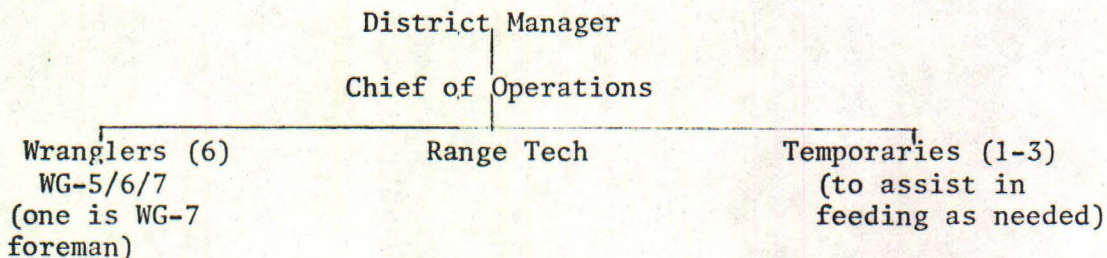 District Manager
Chief of Operations
Wranglers (6) Range Tech Temporaries (1-3)
WG-5/6/7 (to assist in
(one is WG-7 feeding as needed)
foreman)